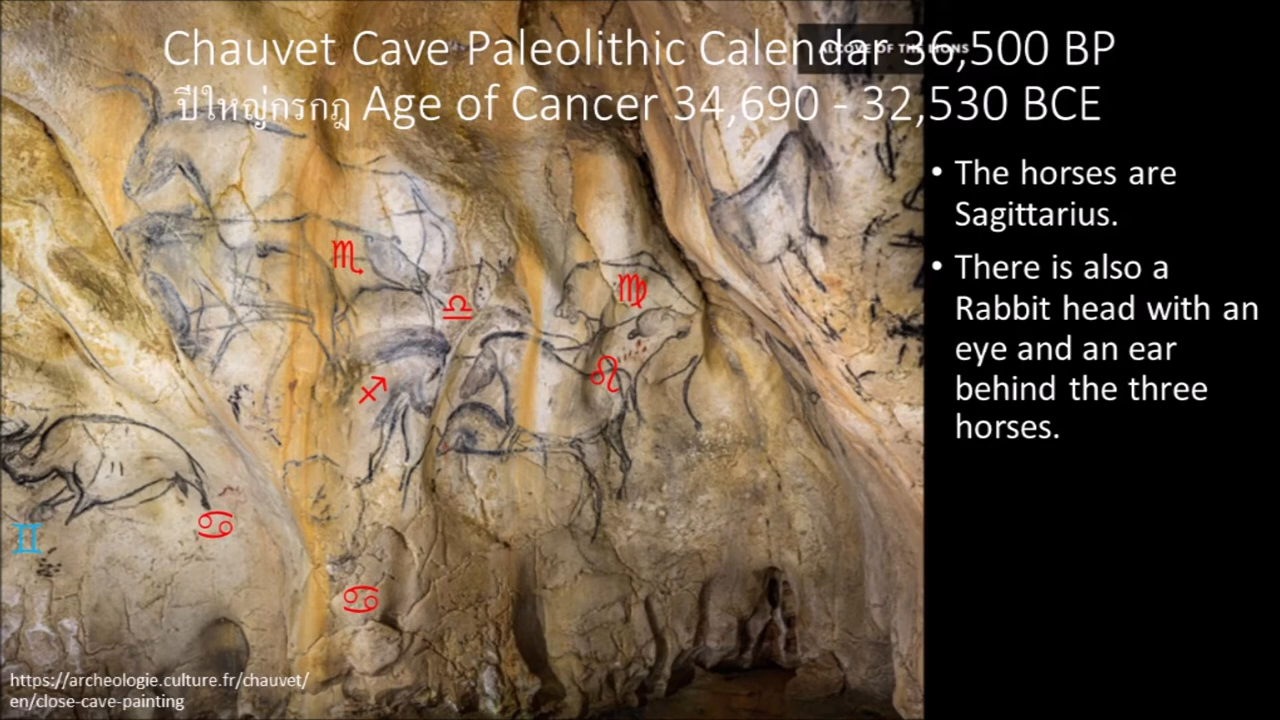 Chauvet Cave Paleolithic Calendar 36,500 BP
ปีใหญ่กรกฎ Age of Cancer 34,690 - 32,530 BCE
ALCOVE OF THE LIONS
• The horses are
Sagittarius.
• There is also a
Rabbit head with an
eye and an ear
behind the three
horses.
♏
♎
♍
♐
♌
♊
♋
♋
https://archeologie.culture.fr/chauvet/
en/close-cave-painting